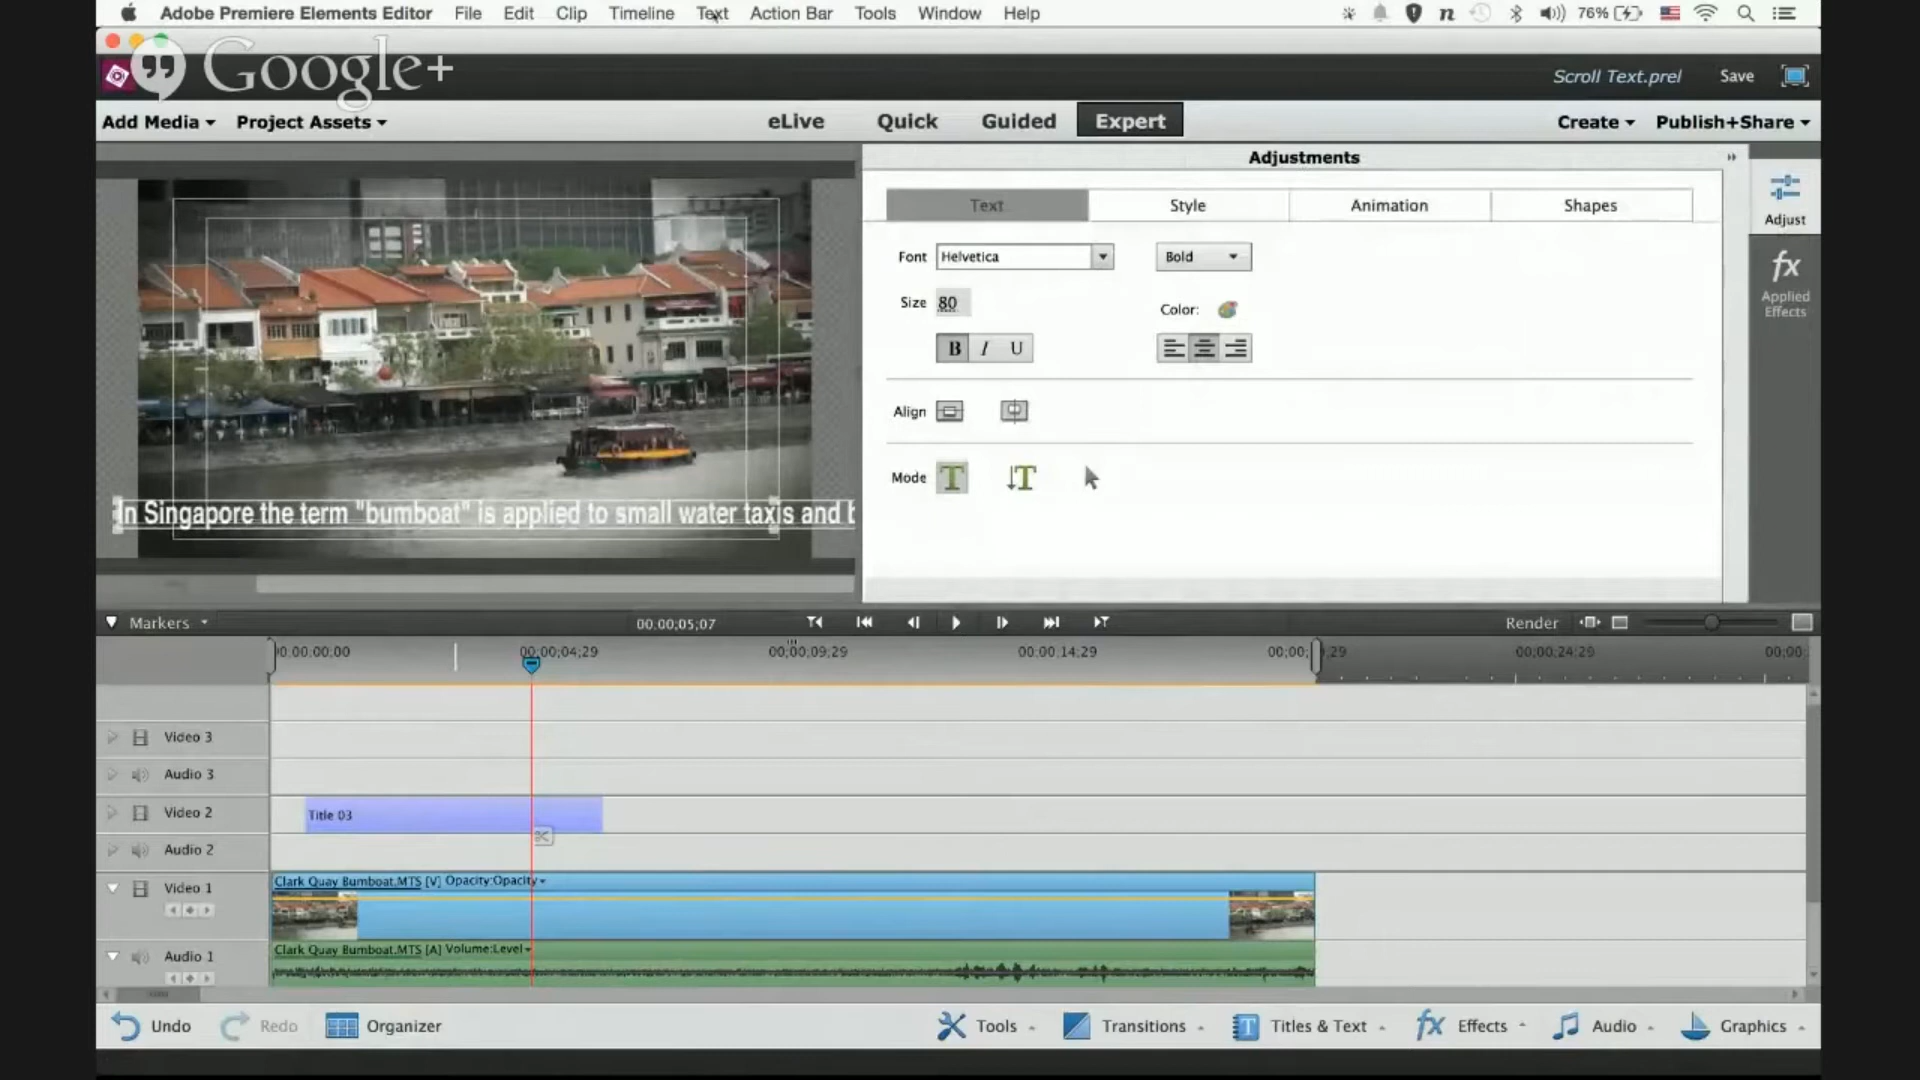 Adobe Premiere Elements Editor File Edit Clip Timeline Text Action Bar Tools Window Help 76%
Google+
Scroll Text.prel Save
Add Media Project Assets eLive Quick Guided Expert Create Publish+Share
Adjustments
Text Style Animation Shapes
Adjust
Font Helvetica Bold
fx
Applied
Effects
Size 80 Color:
B I U
Align
Mode T T
In Singapore the term "bumboat" is applied to small water taxis and b
Markers 00.00;05;07 Render
00:00:00 00;00;04;29 00;00;09;29 00:00:14;29 00;00; 29 00:00;24;29 00;00:
Video 3
Audio 3
Video 2 Title 03
Audio 2
Clark Quay Bumboat.MTS [V] Opacity:Opacity
Video 1
Clark Quay Bumboat.MTS [A] Volume:Level
Audio 1
Undo Redo Organizer Tools Transitions Titles & Text Effects Audio Graphics